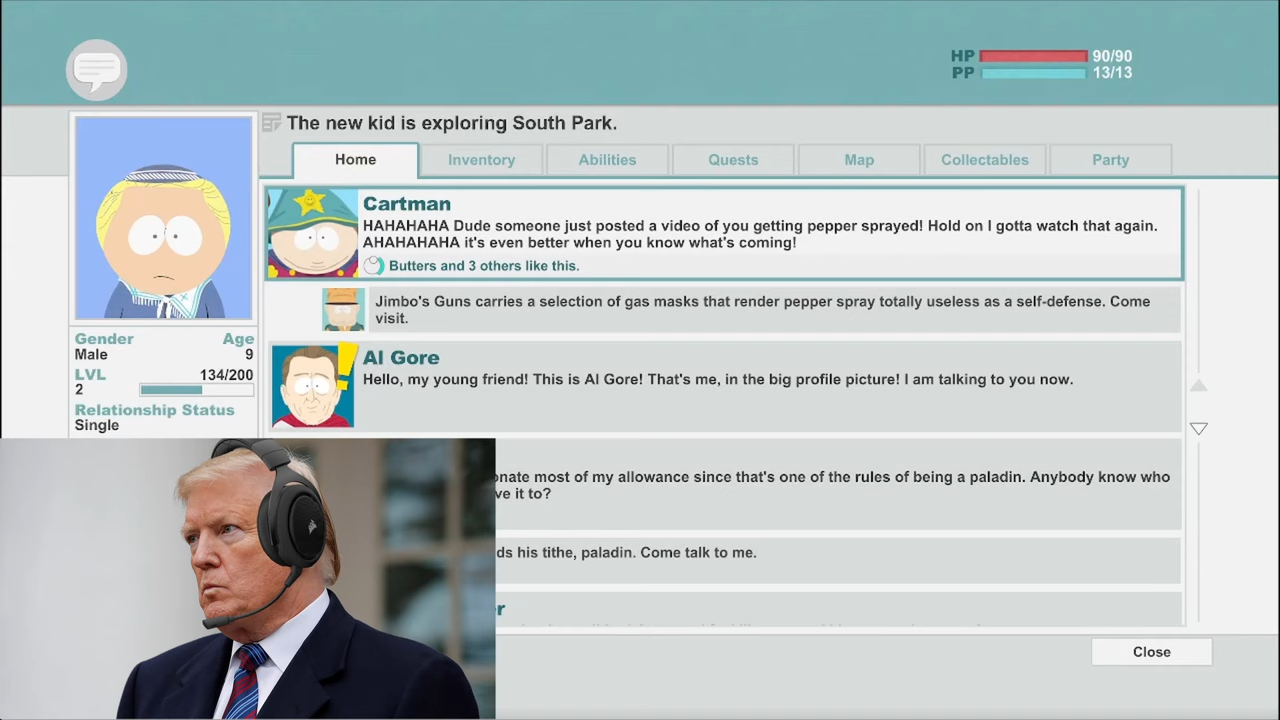 HP 90/90
PP 13/13
The new kid is exploring South Park.
Home Inventory Abilities Quests Map Collectables Party
Cartman
HAHAHAHA Dude someone just posted a video of you getting pepper sprayed! Hold on I gotta watch that again.
AHAHAHAHA it's even better when you know what's coming!
Butters and 3 others like this.
Jimbo's Guns carries a selection of gas masks that render pepper spray totally useless as a self-defense. Come
visit.
Al Gore
Hello, my young friend! This is Al Gore! That's me, in the big profile picture! I am talking to you now.
Gender Age
Male 9
LVL 134/200
2
Relationship Status
Single
most of my allowance since that's one of the rules of being a paladin. Anybody know who
it to?
his tithe, paladin. Come talk to me.
Close